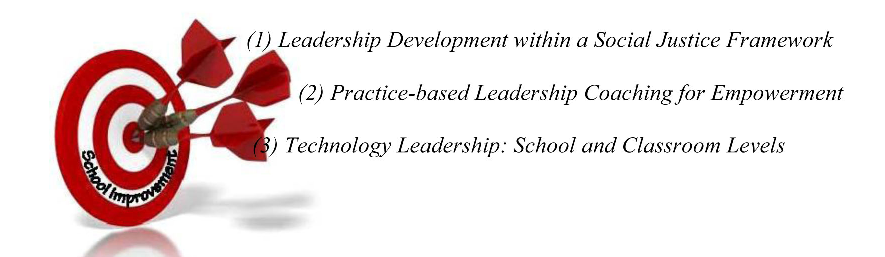 (1) Leadership Development within a Social Justice Framework
(2) Practice-based Leadership Coaching for Empowerment
(3) Technology Leadership: School and Classroom Levels
School Improvement